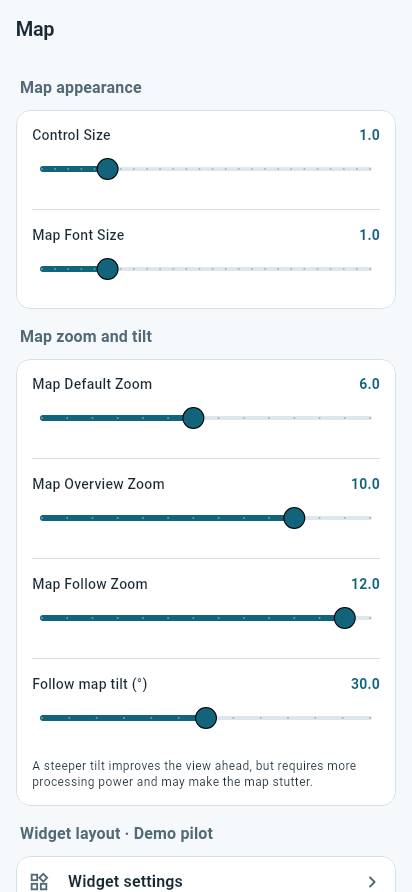 Map
Map appearance
Control Size 1.0
Map Font Size 1.0
Map zoom and tilt
Map Default Zoom 6.0
Map Overview Zoom 10.0
Map Follow Zoom 12.0
Follow map tilt (°) 30.0
A steeper tilt improves the view ahead, but requires more
processing power and may make the map stutter.
Widget layout · Demo pilot
Widget settings